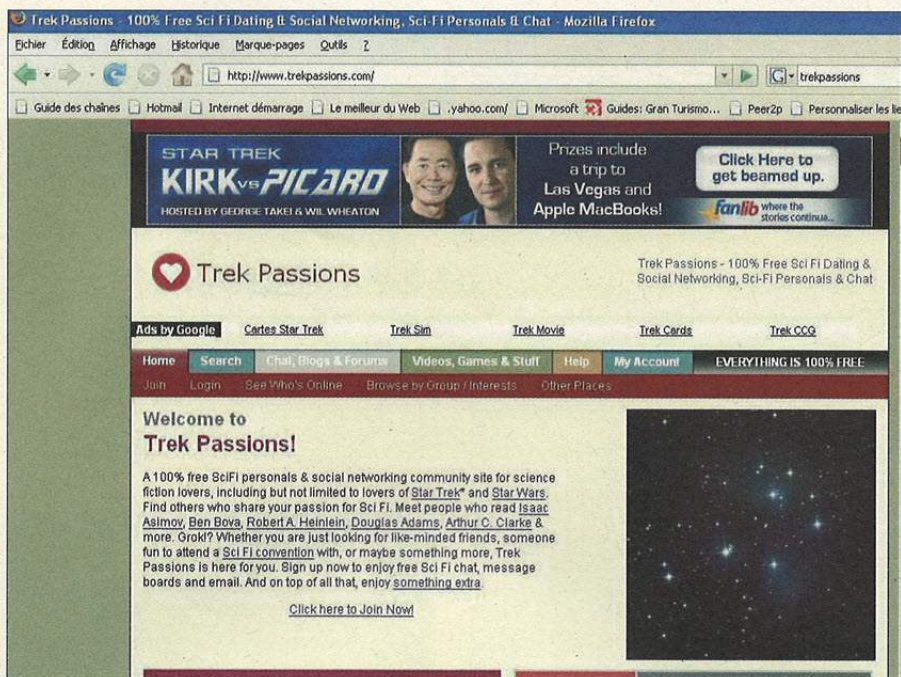 Trek Passions - 100% Free Sci Fi Dating & Social Networking, Sci-Fi Personals & Chat - Mozilla Firefox
Fichier Édition Affichage Historique Marque-pages Outils ?
http://www.trekpassions.com/
G trekpassions
Guide des chaînes Hotmail Internet démarrage Le meilleur du Web .yahoo.com/ Microsoft Guides: Gran Turismo... Peer2p Personnaliser les lie
STAR TREK
KIRK vs PICARD
HOSTED BY GEORGE TAKEI & WIL WHEATON
Prizes include
a trip to
Las Vegas and
Apple MacBooks!
Click Here to
get beamed up.
fanlib where the
stories continue...
Trek Passions
Trek Passions - 100% Free Sci Fi Dating &
Social Networking, Sci-Fi Personals & Chat
Ads by Google Cartes Star Trek Trek Sim Trek Movie Trek Cards Trek CCG
Home Search Chat, Blogs & Forums Videos, Games & Stuff Help My Account EVERYTHING IS 100% FREE
Join Login See Who's Online Browse by Group / Interests Other Places
Welcome to
Trek Passions!
A 100% free SciFi personals & social networking community site for science
fiction lovers, including but not limited to lovers of Star Trek* and Star Wars.
Find others who share your passion for Sci Fi. Meet people who read Isaac
Asimov, Ben Bova, Robert A. Heinlein, Douglas Adams, Arthur C. Clarke &
more. Grok!? Whether you are just looking for like-minded friends, someone
fun to attend a Sci Fi convention with, or maybe something more, Trek
Passions is here for you. Sign up now to enjoy free Sci Fi chat, message
boards and email. And on top of all that, enjoy something extra.
Click here to Join Now!